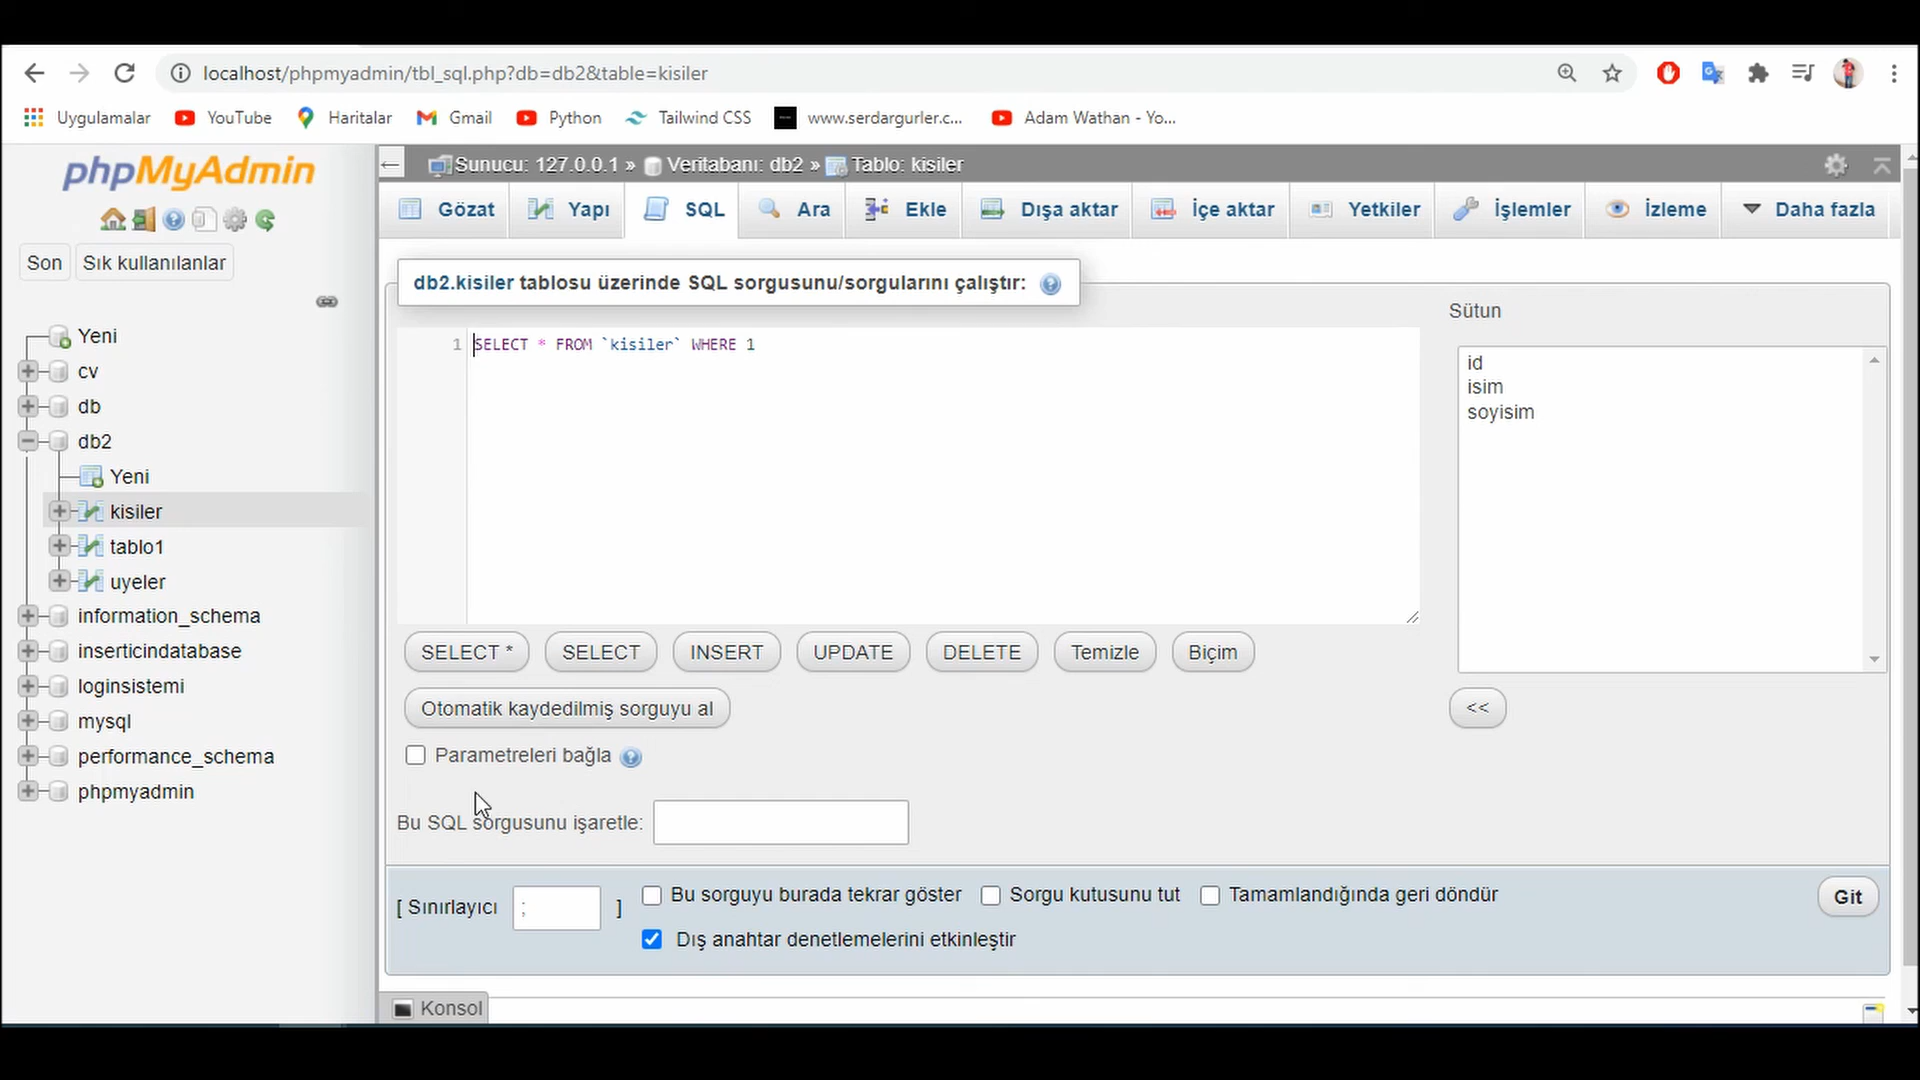 localhost/phpmyadmin/tbl_sql.php?db=db2&table=kisiler
Uygulamalar YouTube Haritalar Gmail Python Tailwind CSS www.serdargurler.c... Adam Wathan - Yo...
phpMyAdmin
Son Sık kullanılanlar
Yeni
cv
db
db2
Yeni
kisiler
tablo1
uyeler
information_schema
inserticindatabase
loginsistemi
mysql
performance_schema
phpmyadmin
Sunucu: 127.0.0.1 » Veritabanı: db2 » Tablo: kisiler
Gözat Yapı SQL Ara Ekle Dışa aktar İçe aktar Yetkiler İşlemler İzleme Daha fazla
db2.kisiler tablosu üzerinde SQL sorgusunu/sorgularını çalıştır:
1 SELECT * FROM `kisiler` WHERE 1
Sütun
id
isim
soyisim
SELECT * SELECT INSERT UPDATE DELETE Temizle Biçim
Otomatik kaydedilmiş sorguyu al <<
Parametreleri bağla
Bu SQL sorgusunu işaretle:
[ Sınırlayıcı ; ] Bu sorguyu burada tekrar göster Sorgu kutusunu tut Tamamlandığında geri döndür Git
Dış anahtar denetlemelerini etkinleştir
Konsol